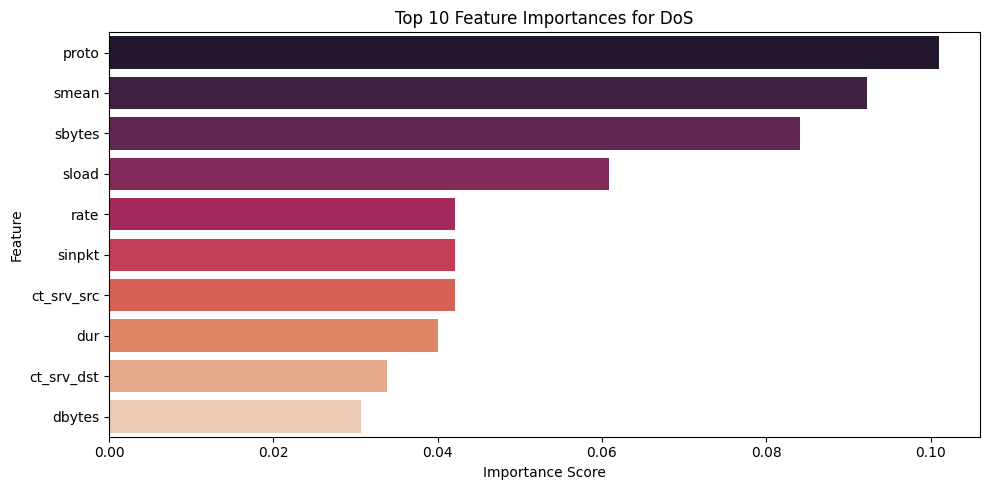 Top 10 Feature Importances for DoS
Feature
proto
smean
sbytes
sload
rate
sinpkt
ct_srv_src
dur
ct_srv_dst
dbytes
0.00 0.02 0.04 0.06 0.08 0.10
Importance Score